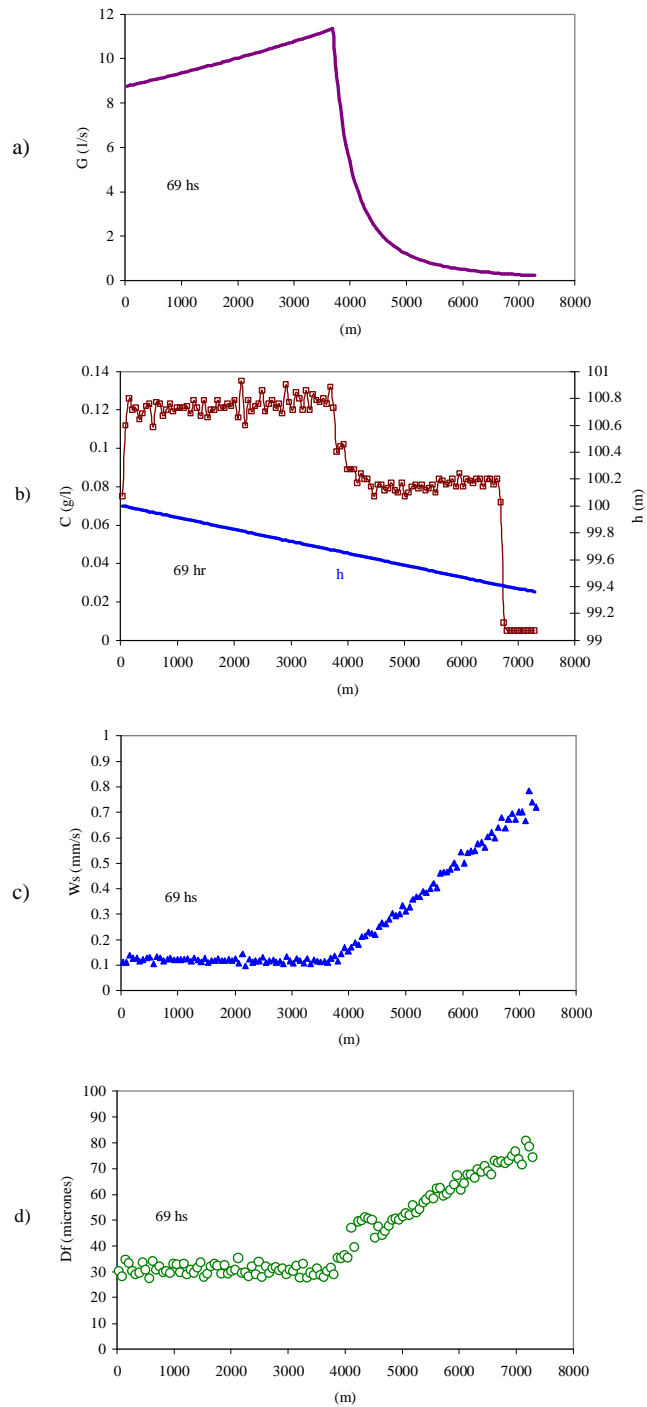 a)
G (1/s)
12
10
8
6
4
2
0
69 hs
0 1000 2000 3000 4000 5000 6000 7000 8000
(m)
b)
C (g/l)
0.14
0.12
0.1
0.08
0.06
0.04
0.02
0
69 hr
h
101
100.8
100.6
100.4
100.2
100
99.8
99.6
99.4
99.2
99
h (m)
0 1000 2000 3000 4000 5000 6000 7000 8000
(m)
c)
Ws (mm/s)
1
0.9
0.8
0.7
0.6
0.5
0.4
0.3
0.2
0.1
0
69 hs
0 1000 2000 3000 4000 5000 6000 7000 8000
(m)
d)
Df (micrones)
100
90
80
70
60
50
40
30
20
10
0
69 hs
0 1000 2000 3000 4000 5000 6000 7000 8000
(m)